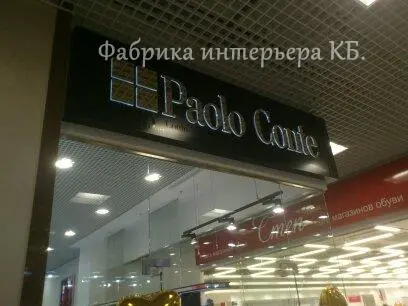 Фабрика интерьера КБ.
Paolo Conte
магазинов обуви